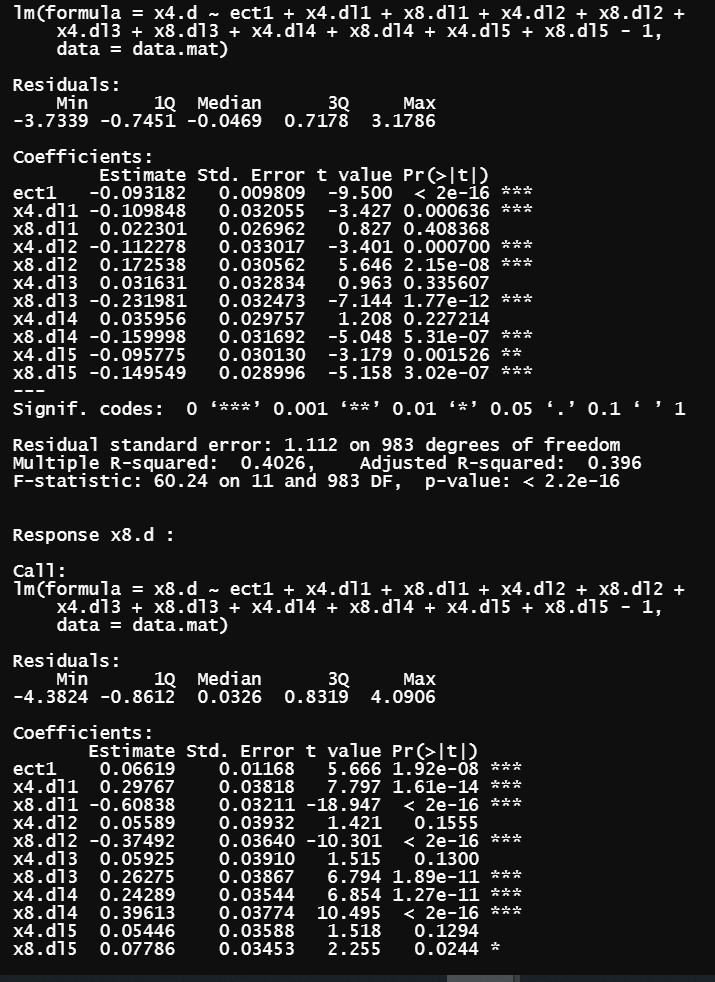 lm(formula = x4.d ~ ect1 + x4.dl1 + x8.dl1 + x4.dl2 + x8.dl2 +
    x4.dl3 + x8.dl3 + x4.dl4 + x8.dl4 + x4.dl5 + x8.dl5 - 1,
    data = data.mat)

Residuals:
    Min      1Q  Median      3Q     Max
-3.7339 -0.7451 -0.0469  0.7178  3.1786

Coefficients:
        Estimate Std. Error t value Pr(>|t|)
ect1   -0.093182   0.009809  -9.500  < 2e-16 ***
x4.dl1 -0.109848   0.032055  -3.427 0.000636 ***
x8.dl1  0.022301   0.026962   0.827 0.408368
x4.dl2 -0.112278   0.033017  -3.401 0.000700 ***
x8.dl2  0.172538   0.030562   5.646 2.15e-08 ***
x4.dl3  0.031631   0.032834   0.963 0.335607
x8.dl3 -0.231981   0.032473  -7.144 1.77e-12 ***
x4.dl4  0.035956   0.029757   1.208 0.227214
x8.dl4 -0.159998   0.031692  -5.048 5.31e-07 ***
x4.dl5 -0.095775   0.030130  -3.179 0.001526 **
x8.dl5 -0.149549   0.028996  -5.158 3.02e-07 ***
---
Signif. codes:  0 ‘***’ 0.001 ‘**’ 0.01 ‘*’ 0.05 ‘.’ 0.1 ‘ ’ 1

Residual standard error: 1.112 on 983 degrees of freedom
Multiple R-squared:  0.4026,    Adjusted R-squared:  0.396
F-statistic: 60.24 on 11 and 983 DF,  p-value: < 2.2e-16


Response x8.d :

Call:
lm(formula = x8.d ~ ect1 + x4.dl1 + x8.dl1 + x4.dl2 + x8.dl2 +
    x4.dl3 + x8.dl3 + x4.dl4 + x8.dl4 + x4.dl5 + x8.dl5 - 1,
    data = data.mat)

Residuals:
    Min      1Q  Median      3Q     Max
-4.3824 -0.8612  0.0326  0.8319  4.0906

Coefficients:
       Estimate Std. Error t value Pr(>|t|)
ect1    0.06619    0.01168   5.666 1.92e-08 ***
x4.dl1  0.29767    0.03818   7.797 1.61e-14 ***
x8.dl1 -0.60838    0.03211 -18.947  < 2e-16 ***
x4.dl2  0.05589    0.03932   1.421   0.1555
x8.dl2 -0.37492    0.03640 -10.301  < 2e-16 ***
x4.dl3  0.05925    0.03910   1.515   0.1300
x8.dl3  0.26275    0.03867   6.794 1.89e-11 ***
x4.dl4  0.24289    0.03544   6.854 1.27e-11 ***
x8.dl4  0.39613    0.03774  10.495  < 2e-16 ***
x4.dl5  0.05446    0.03588   1.518   0.1294
x8.dl5  0.07786    0.03453   2.255   0.0244 *